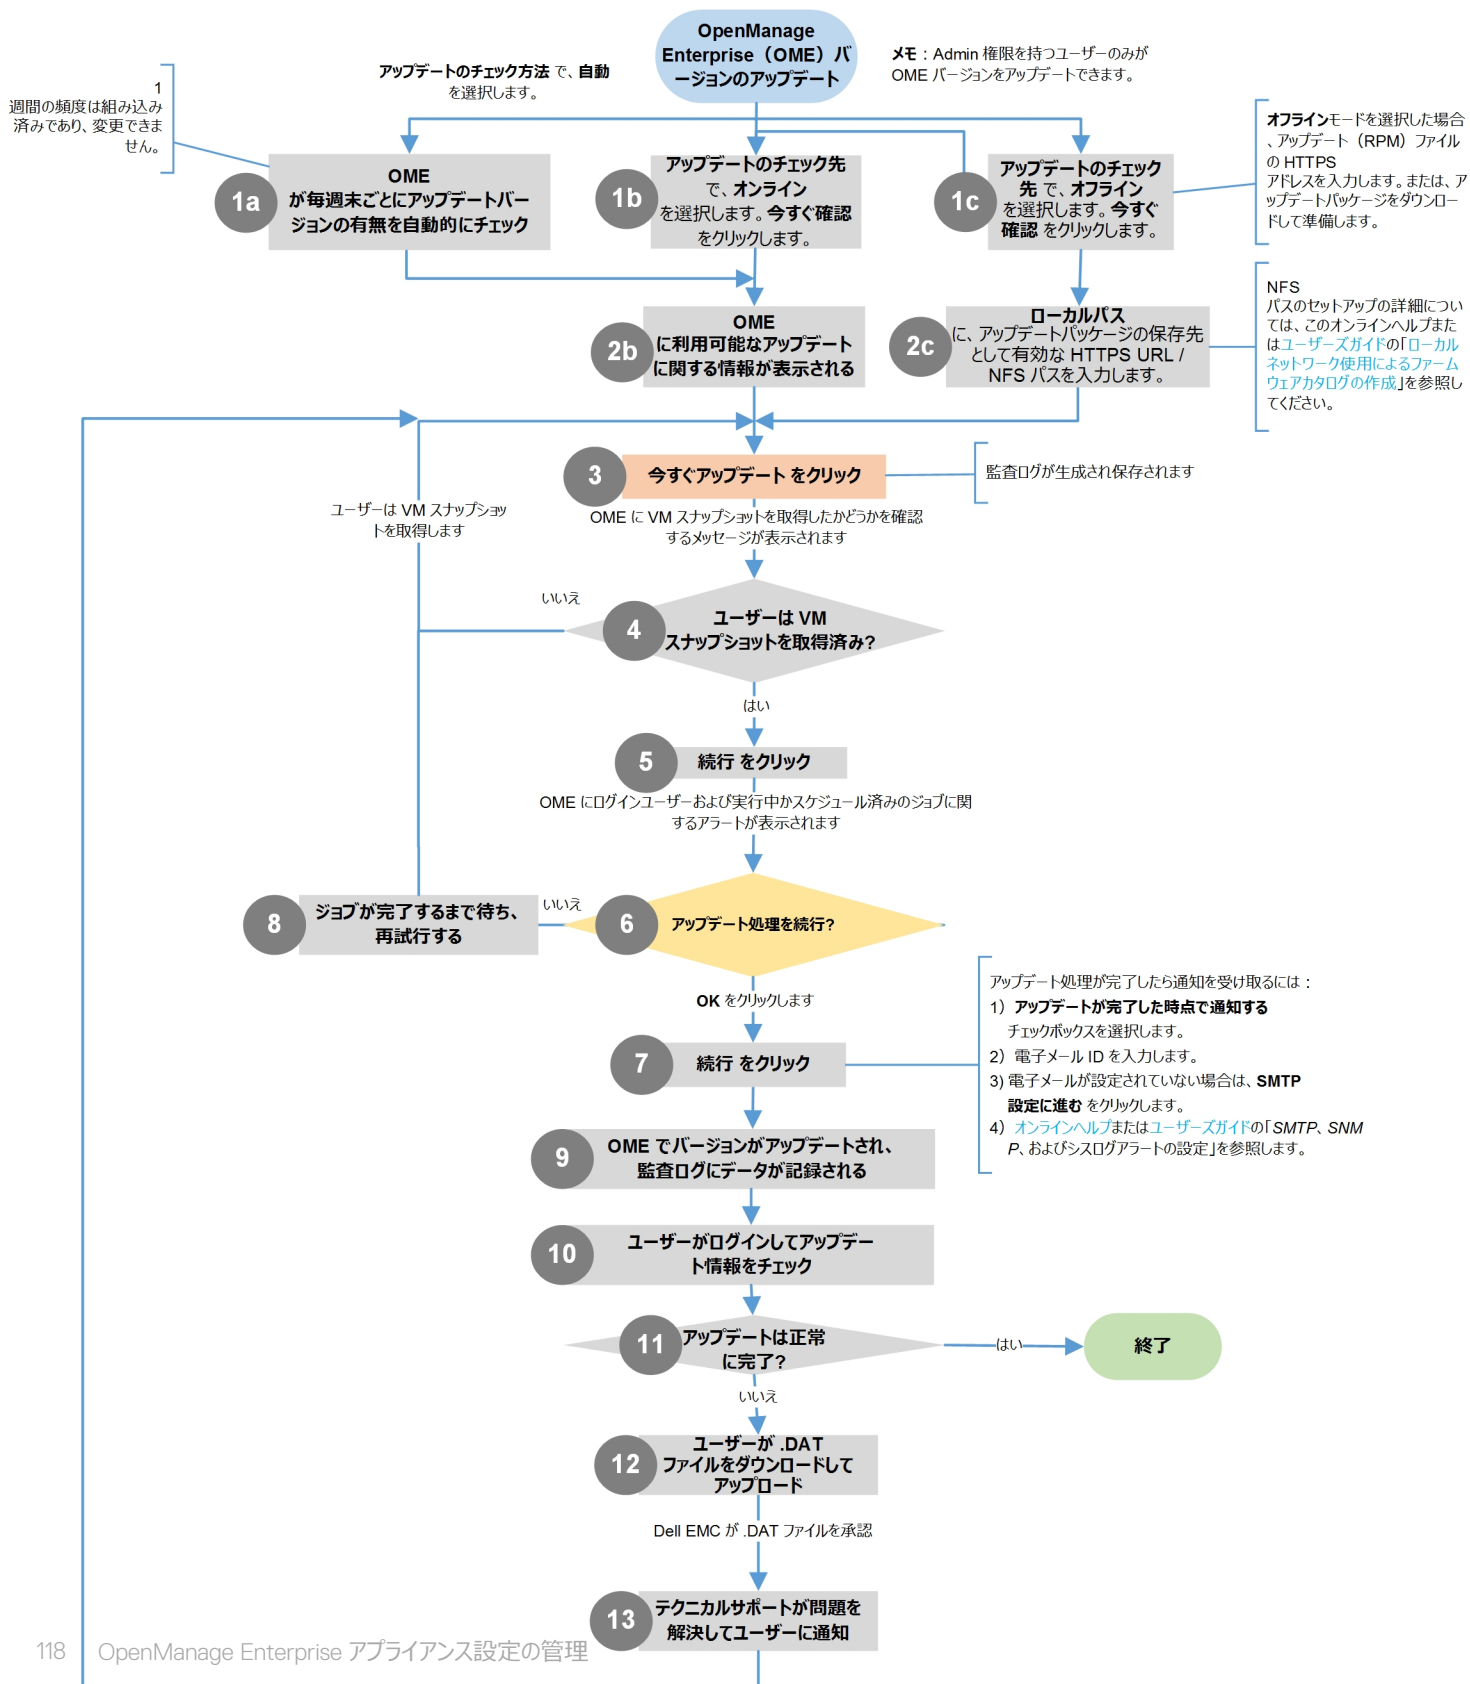 OpenManage
Enterprise（OME）バ
ージョンのアップデート
メモ：Admin 権限を持つユーザーのみが
OME バージョンをアップデートできます。
アップデートのチェック方法 で、自動
を選択します。
1
週間の頻度は組み込み
済みであり、変更できま
せん。
1a
OME
が毎週末ごとにアップデートバー
ジョンの有無を自動的にチェック
1b
アップデートのチェック先
で、オンライン
を選択します。今すぐ確認
をクリックします。
1c
アップデートのチェック
先 で、オフライン
を選択します。今すぐ
確認 をクリックします。
オフラインモードを選択した場合
、アップデート（RPM）ファイル
の HTTPS
アドレスを入力します。または、ア
ップデートパッケージをダウンロー
ドして準備します。
2b
OME
に利用可能なアップデート
に関する情報が表示される
2c
ローカルパス
に、アップデートパッケージの保存先
として有効な HTTPS URL /
NFS パスを入力します。
NFS
パスのセットアップの詳細につい
ては、このオンラインヘルプまた
はユーザーズガイドの「ローカル
ネットワーク使用によるファーム
ウェアカタログの作成」を参照し
てください。
3
今すぐアップデート をクリック
監査ログが生成され保存されます
ユーザーは VM スナップショッ
トを取得します
OME に VM スナップショットを取得したかどうかを確認
するメッセージが表示されます
いいえ
4
ユーザーは VM
スナップショットを取得済み?
はい
5
続行 をクリック
OME にログインユーザーおよび実行中かスケジュール済みのジョブに関
するアラートが表示されます
8
ジョブが完了するまで待ち、
再試行する
いいえ
6
アップデート処理を続行?
OK をクリックします
7
続行 をクリック
アップデート処理が完了したら通知を受け取るには：
1）アップデートが完了した時点で通知する
チェックボックスを選択します。
2）電子メール ID を入力します。
3) 電子メールが設定されていない場合は、SMTP
設定に進む をクリックします。
4）オンラインヘルプまたはユーザーズガイドの「SMTP、SNM
P、およびシスログアラートの設定」を参照します。
9
OME でバージョンがアップデートされ、
監査ログにデータが記録される
10
ユーザーがログインしてアップデー
ト情報をチェック
11
アップデートは正常
に完了?
はい
終了
いいえ
12
ユーザーが .DAT
ファイルをダウンロードして
アップロード
Dell EMC が .DAT ファイルを承認
13
テクニカルサポートが問題を
解決してユーザーに通知
118 OpenManage Enterprise アプライアンス設定の管理